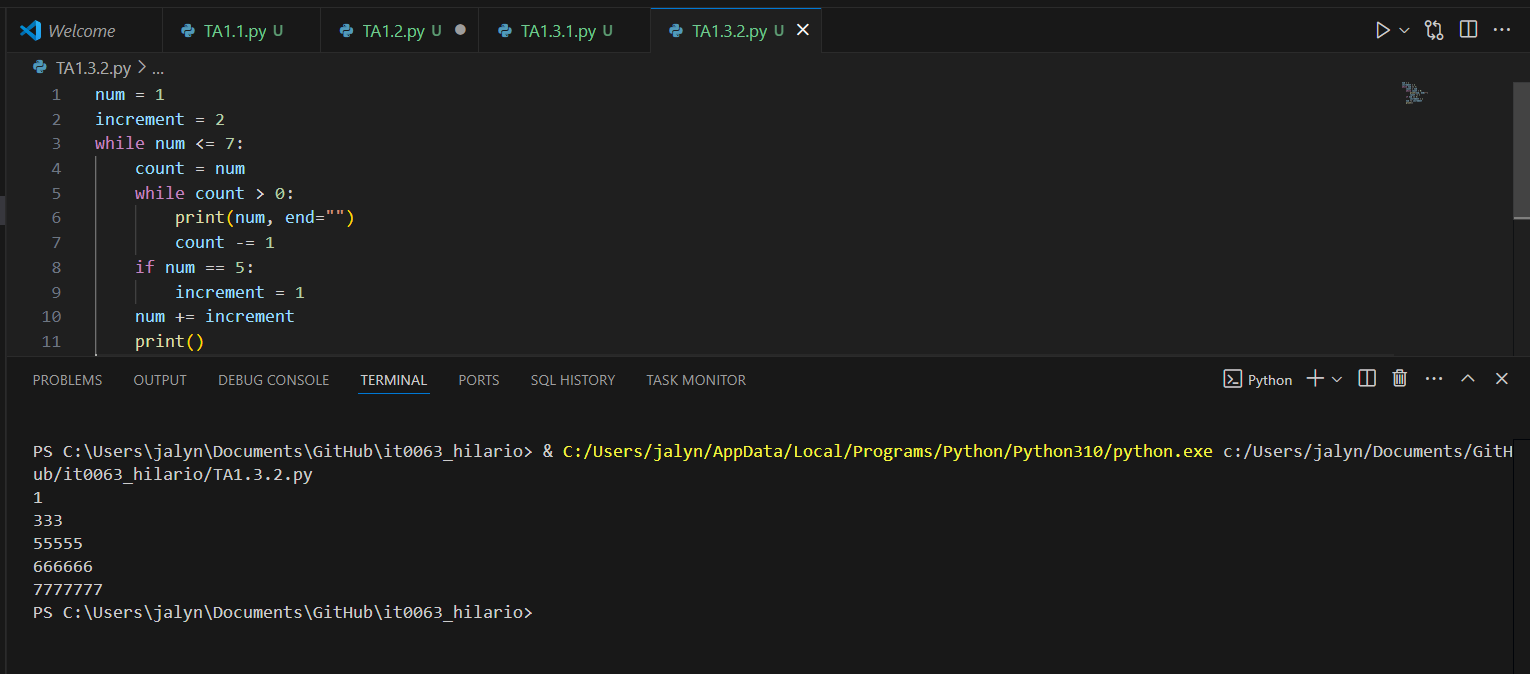 Welcome TA1.1.py U TA1.2.py U TA1.3.1.py U TA1.3.2.py U
TA1.3.2.py > ...
1 num = 1
2 increment = 2
3 while num <= 7:
4     count = num
5     while count > 0:
6         print(num, end="")
7         count -= 1
8     if num == 5:
9         increment = 1
10     num += increment
11     print()
PROBLEMS OUTPUT DEBUG CONSOLE TERMINAL PORTS SQL HISTORY TASK MONITOR Python
PS C:\Users\jalyn\Documents\GitHub\it0063_hilario> & C:/Users/jalyn/AppData/Local/Programs/Python/Python310/python.exe c:/Users/jalyn/Documents/GitH
ub/it0063_hilario/TA1.3.2.py
1
333
55555
666666
7777777
PS C:\Users\jalyn\Documents\GitHub\it0063_hilario>